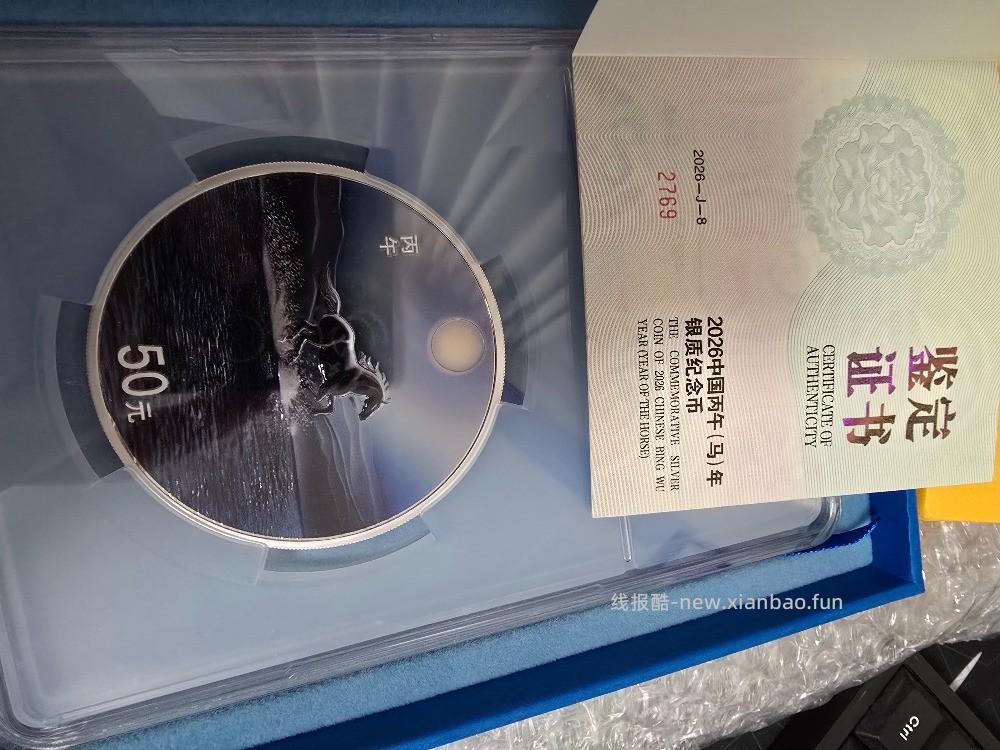 丙
午
50元
鉴定
证书
CERTIFICATE OF
AUTHENTICITY
2026中国丙午（马）年
银质纪念币
THE COMMEMORATIVE SILVER
COIN OF 2026 CHINESE BING WU
YEAR (YEAR OF THE HORSE)
2026—J—8
2769
线报酷-new.xianbao.fun
Ctrl